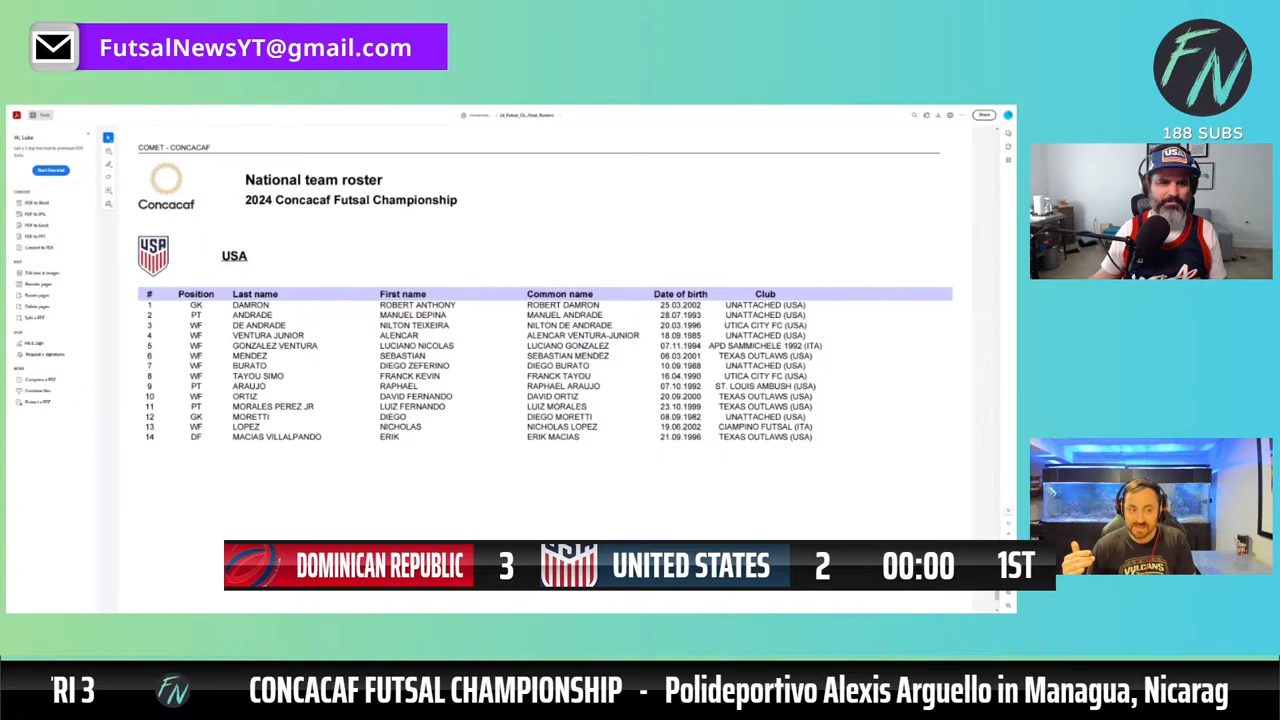 FutsalNewsYT@gmail.com
FN
188 SUBS
Tools
Share
Hi, Luke
Start free trial
COMET - CONCACAF
Concacaf
National team roster
2024 Concacaf Futsal Championship
USA
USA
# Position Last name First name Common name Date of birth Club
1 GK DAMRON ROBERT ANTHONY ROBERT DAMRON 25.03.2002 UNATTACHED (USA)
2 PT ANDRADE MANUEL DEPINA MANUEL ANDRADE 28.07.1993 UNATTACHED (USA)
3 WF DE ANDRADE NILTON TEIXEIRA NILTON DE ANDRADE 20.03.1996 UTICA CITY FC (USA)
4 WF VENTURA JUNIOR ALENCAR ALENCAR VENTURA-JUNIOR 18.09.1985 UNATTACHED (USA)
5 WF GONZALEZ VENTURA LUCIANO NICOLAS LUCIANO GONZALEZ 07.11.1994 APD SAMMICHELE 1992 (ITA)
6 WF MENDEZ SEBASTIAN SEBASTIAN MENDEZ 06.03.2001 TEXAS OUTLAWS (USA)
7 WF BURATO DIEGO ZEFERINO DIEGO BURATO 10.09.1988 UNATTACHED (USA)
8 WF TAYOU SIMO FRANCK KEVIN FRANCK TAYOU 16.04.1990 UTICA CITY FC (USA)
9 PT ARAUJO RAPHAEL RAPHAEL ARAUJO 07.10.1992 ST. LOUIS AMBUSH (USA)
10 WF ORTIZ DAVID FERNANDO DAVID ORTIZ 20.09.2000 TEXAS OUTLAWS (USA)
11 PT MORALES PEREZ JR LUIZ FERNANDO LUIZ MORALES 23.10.1999 TEXAS OUTLAWS (USA)
12 GK MORETTI DIEGO DIEGO MORETTI 08.09.1982 UNATTACHED (USA)
13 WF LOPEZ NICHOLAS NICHOLAS LOPEZ 19.06.2002 CIAMPINO FUTSAL (ITA)
14 DF MACIAS VILLALPANDO ERIK ERIK MACIAS 21.09.1996 TEXAS OUTLAWS (USA)
DOMINICAN REPUBLIC 3 UNITED STATES 2 00:00 1ST
RI 3 FN CONCACAF FUTSAL CHAMPIONSHIP - Polideportivo Alexis Arguello in Managua, Nicarag